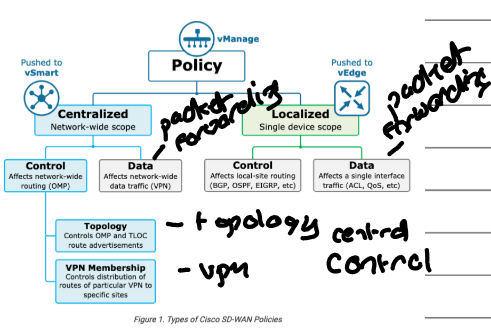 vManage
Policy
Pushed to
vSmart
Pushed to
vEdge
Centralized
Network-wide scope
Localized
Single device scope
packet
forwarding
packet
forwarding
Control
Affects network-wide
routing (OMP)
Data
Affects network-wide
data traffic (VPN)
Control
Affects local-site routing
(BGP, OSPF, EIGRP, etc)
Data
Affects a single interface
traffic (ACL, QoS, etc)
Topology
Controls OMP and TLOC
route advertisements
- topology
central
control
VPN Membership
Controls distribution of
routes of particular VPN to
specific sites
- vpn
Figure 1. Types of Cisco SD-WAN Policies